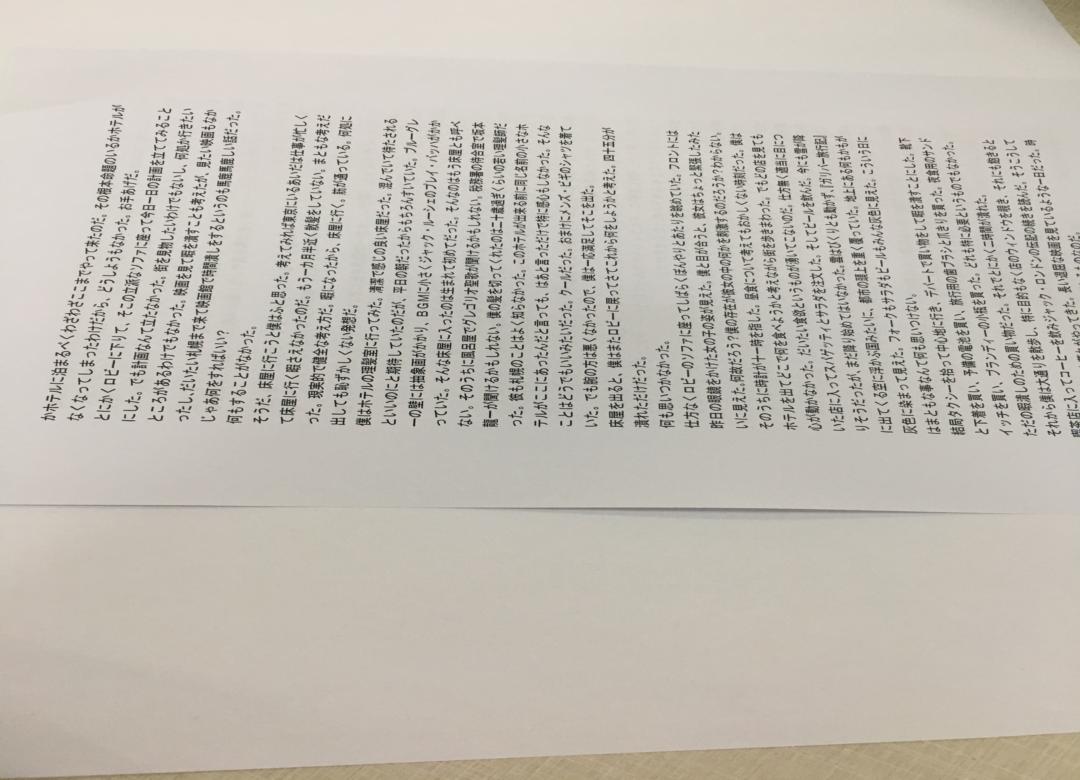 かホテルに泊まるべくわざわざここまでやって来たのだ。その根本命題のいるかホテルが
なくなってしまったわけだから、どうしようもなかった。お手あげだ。
とにかくロビーに下りて、そこの立派なソファに座って今日一日の計画を立ててみること
にした。でも計画なんて立たなかった。街を見物したいわけでもないし、何処か行きたい
ところがあるわけでもなかった。映画を見て暇を潰すことも考えたが、見たい映画もなか
ったし、だいたい札幌まで来て映画館で時間潰しをするというのも馬鹿馬鹿しい話だった。
じゃあ何をすればいい?
何もすることがなかった。
そうだ、床屋に行こうと僕はふと思った。考えてみれば東京にいるあいだは仕事が忙しく
て床屋に行く暇さえなかったのだ。もう一カ月半近く散髪をしていない。まともな考えだ
った。現実的で健全な考え方だ。暇になったから、床屋に行く。筋が通っている。何処に
出しても恥ずかしくない発想だ。
僕はホテルの理髪室に行ってみた。清潔で感じの良い床屋だった。混んでいて待たされる
といいのにと期待していたのだが、平日の朝だったからもちろんすいていた。ブルーグレ
ーの壁には抽象画がかかり、BGMに小さくジャック・ルーシェのプレイ・バッハがかか
っていた。そんな床屋に入ったのは生まれて初めてだった。そんなのはもう床屋とも呼べ
ない。そのうちに風呂屋でグレゴリオ聖歌が聞けるかもしれない。税務署の待合室で坂本
龍一が聞けるかもしれない。僕の髪を切ってくれたのは二十歳過ぎくらいの若い理髪師だ
った。彼も札幌のことはよく知らなかった。このホテルが出来る前に同じ名前の小さなホ
テルがここにあったんだと言っても、はあと言っただけで特に感心もしなかった。そんな
ことはどうでもいいみたいだった。クールだった。おまけにメンズ・ビギのシャツを着て
いた。でも腕の方は悪くなかったので、僕は一応満足してそこを出た。
床屋を出ると、僕はまたロビーに戻ってさてこれから何をしようかと考えた。四十五分が
潰れただけだった。
何も思いつかなかった。
仕方なくロビーのソファに座ってしばらくぼんやりとあたりを眺めていた。フロントには
昨日の眼鏡をかけた女の子の姿が見えた。僕と目が合うと、彼女はちょっと緊張したみた
いに見えた。何故だろう?僕の存在が彼女の中の何かを刺激するのだろうか?わからない。
そのうちに時計が十一時を指した。昼食について考えておかしくない時刻だった。僕は
ホテルを出てどこで何を食べようかと考えながら街を歩きまわった。でもどの店を見ても
心が動かなかった。だいたい食欲というものが湧いてこないのだ。仕方無く適当に目につ
いた店に入ってスパゲッティとサラダを注文した。そしてビールを飲んだ。今にも雪が降
りそうだったが、まだ降り始めてはいなかった。雲はぴくりとも動かず、『ガリバー旅行記』
に出てくる空に浮かぶ国みたいに、都市の頭上を重く覆っていた。地上にある何もかもが
灰色に染まって見えた。フォークもサラダもビールもみんな灰色に見えた。こういう日に
はまともな事なんて何も思いつけない。
結局タクシーを拾って中心地に行き、デパートで買い物をして暇を潰すことにした。靴下
と下着を買い、予備の電池を買い、旅行用の歯ブラシと爪きりを買った。夜食用のサンド
イッチを買い、ブランディーの小瓶を買った。どれも特に必要というものでもなかった。
ただの暇潰しのための買い物だった。それでとにかく二時間が潰れた。
それから僕は大通りを散歩し、特に目的もなく店のウィンドウを覗き、それにも飽きると
喫茶店に入ってコーヒーを飲みジャック・ロンドンの伝記の続きを読んだ。そうこうして